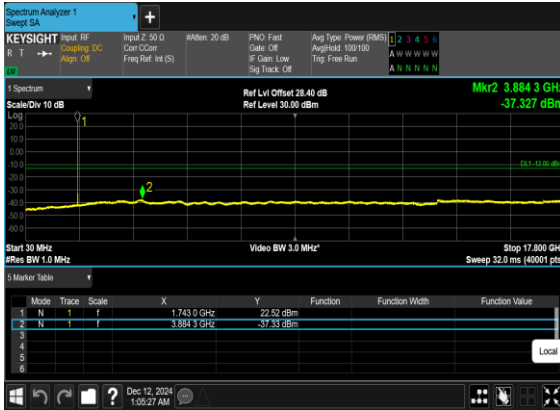 Spectrum Analyzer 1
Swept SA
+
KEYSIGHT
R T
Input: RF
Coupling: DC
Align: Off
Input Z: 50 Ω
Corr CCorr
Freq Ref: Int (S)
#Atten: 20 dB
PNO: Fast
Gate: Off
IF Gain: Low
Sig Track: Off
Avg Type: Power (RMS)
Avg|Hold: 100/100
Trig: Free Run
1 2 3 4 5 6
A W W W W W
A N N N N N
1 Spectrum
Scale/Div 10 dB
Ref Lvl Offset 28.40 dB
Ref Level 30.00 dBm
Mkr2 3.884 3 GHz
-37.327 dBm
Log
20.0
10.0
0.00
-10.0
-20.0
-30.0
-40.0
-50.0
-60.0
1
2
DL1 -13.00 dBm
Start 30 MHz
#Res BW 1.0 MHz
Video BW 3.0 MHz*
Stop 17.800 GHz
Sweep 32.0 ms (40001 pts)
5 Marker Table
Mode Trace Scale X Y Function Function Width Function Value
1 N 1 f 1.743 0 GHz 22.52 dBm
2 N 1 f 3.884 3 GHz -37.33 dBm
3
4
5
6
Local
?
Dec 12, 2024
1:05:27 AM